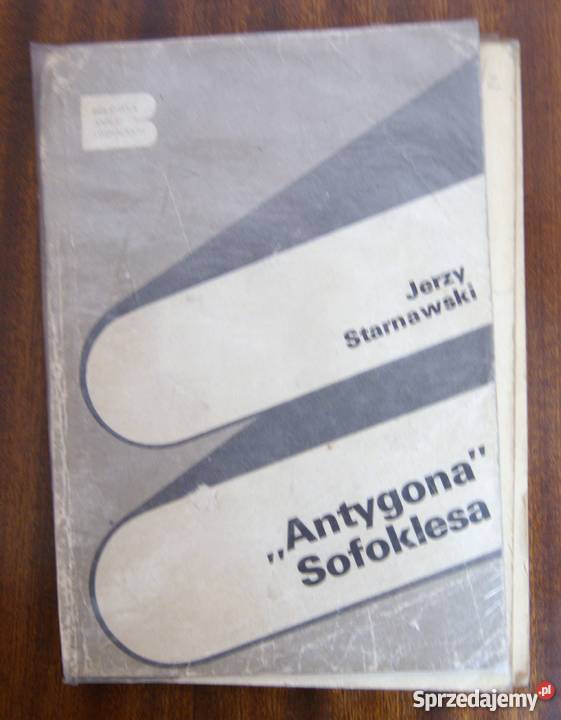 Jerzy
Starnawski
„Antygona”
Sofoklesa
Sprzedajemy.pl